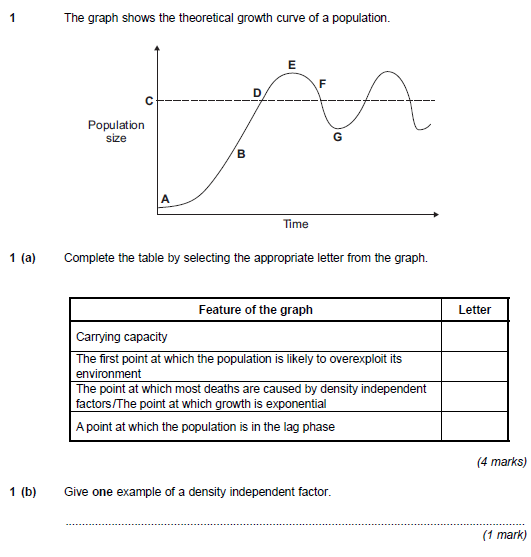 1 The graph shows the theoretical growth curve of a population.
E
F
D
C
Population
size
B
G
A
Time
1 (a) Complete the table by selecting the appropriate letter from the graph.
Feature of the graph Letter
Carrying capacity
The first point at which the population is likely to overexploit its
environment
The point at which most deaths are caused by density independent
factors/The point at which growth is exponential
A point at which the population is in the lag phase
(4 marks)
1 (b) Give one example of a density independent factor.
(1 mark)